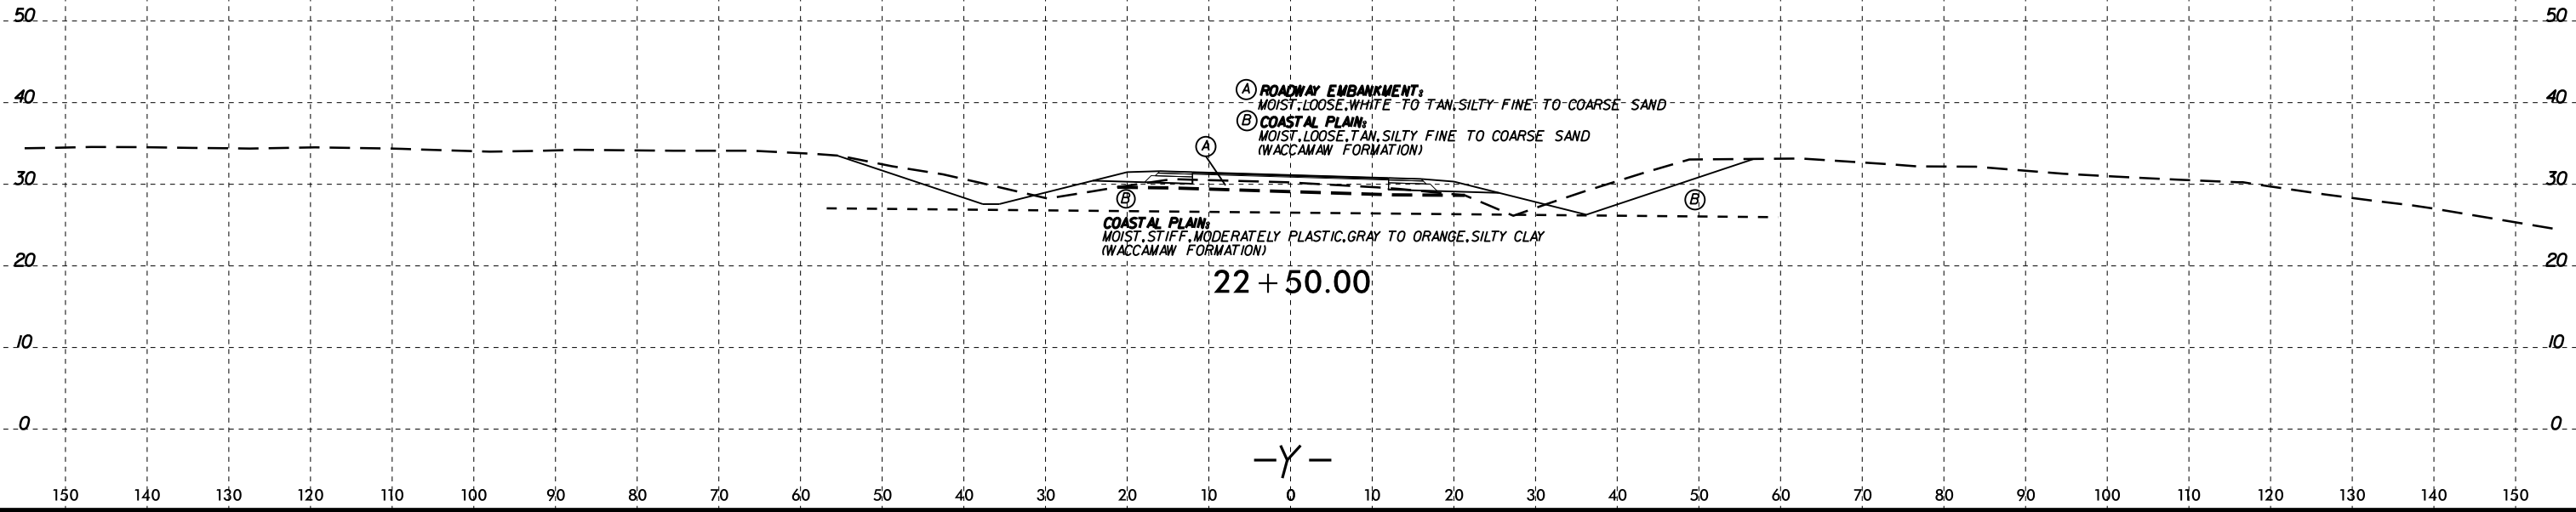 50 50
40 40
Ⓐ ROADWAY EMBANKMENT:
MOIST,LOOSE,WHITE TO TAN,SILTY FINE TO COARSE SAND
Ⓑ COASTAL PLAIN:
MOIST,LOOSE,TAN,SILTY FINE TO COARSE SAND
(WACCAMAW FORMATION)
A
30 30
B B
COASTAL PLAIN:
MOIST,STIFF,MODERATELY PLASTIC,GRAY TO ORANGE,SILTY CLAY
(WACCAMAW FORMATION)
20 20
22+50.00
10 10
0 0
-Y-
150 140 130 120 110 100 90 80 70 60 50 40 30 20 10 0 10 20 30 40 50 60 70 80 90 100 110 120 130 140 150